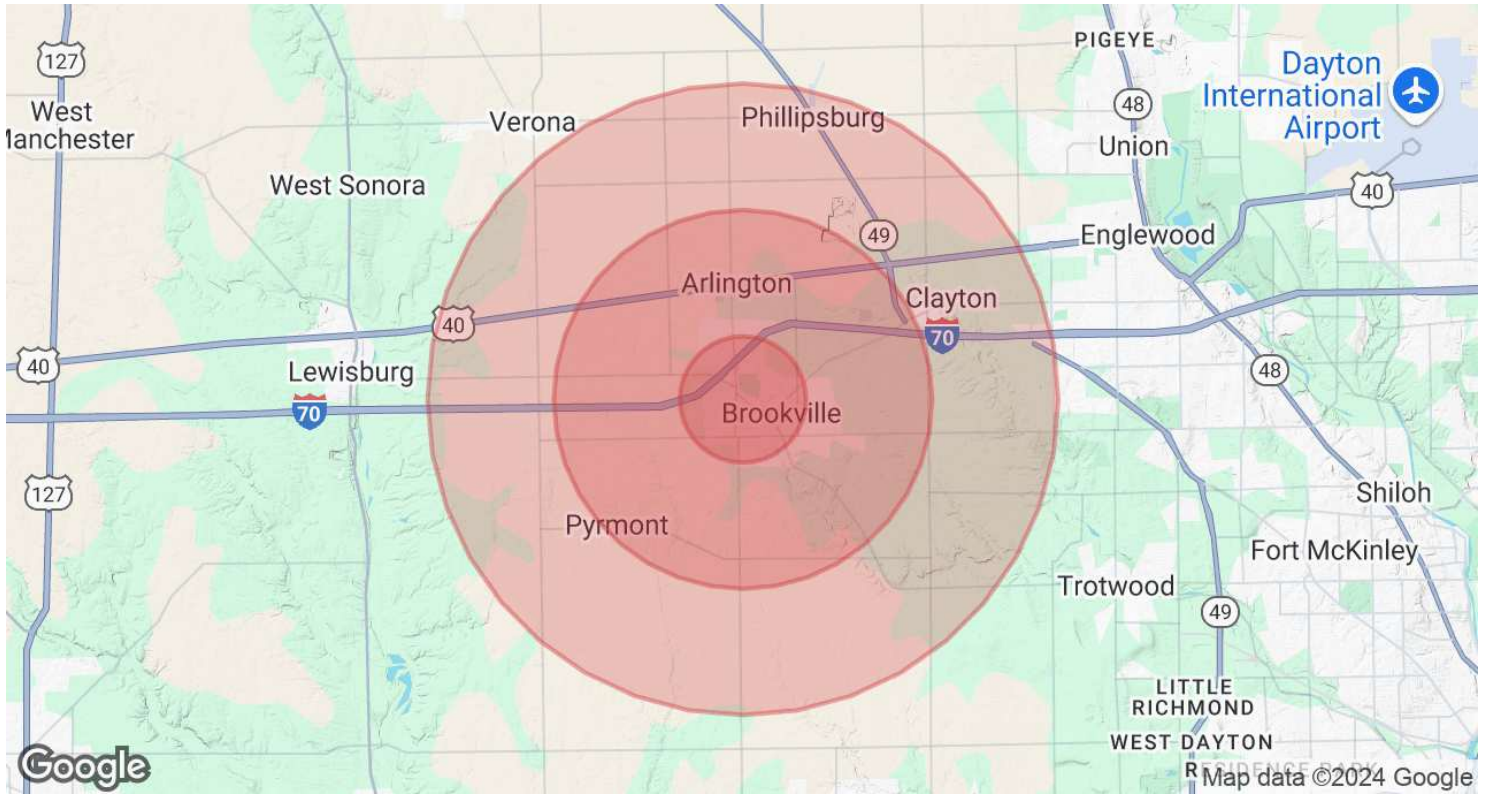 PIGEYE
127
Dayton
International
Airport
48
West
Manchester
Verona
Phillipsburg
Union
West Sonora
40
49
Englewood
Arlington
Clayton
40
70
40
Lewisburg
48
70
Brookville
127
Shiloh
Pyrmont
Fort McKinley
Trotwood
49
LITTLE
RICHMOND
WEST DAYTON
RESIDENCE PARK
Google
Map data ©2024 Google